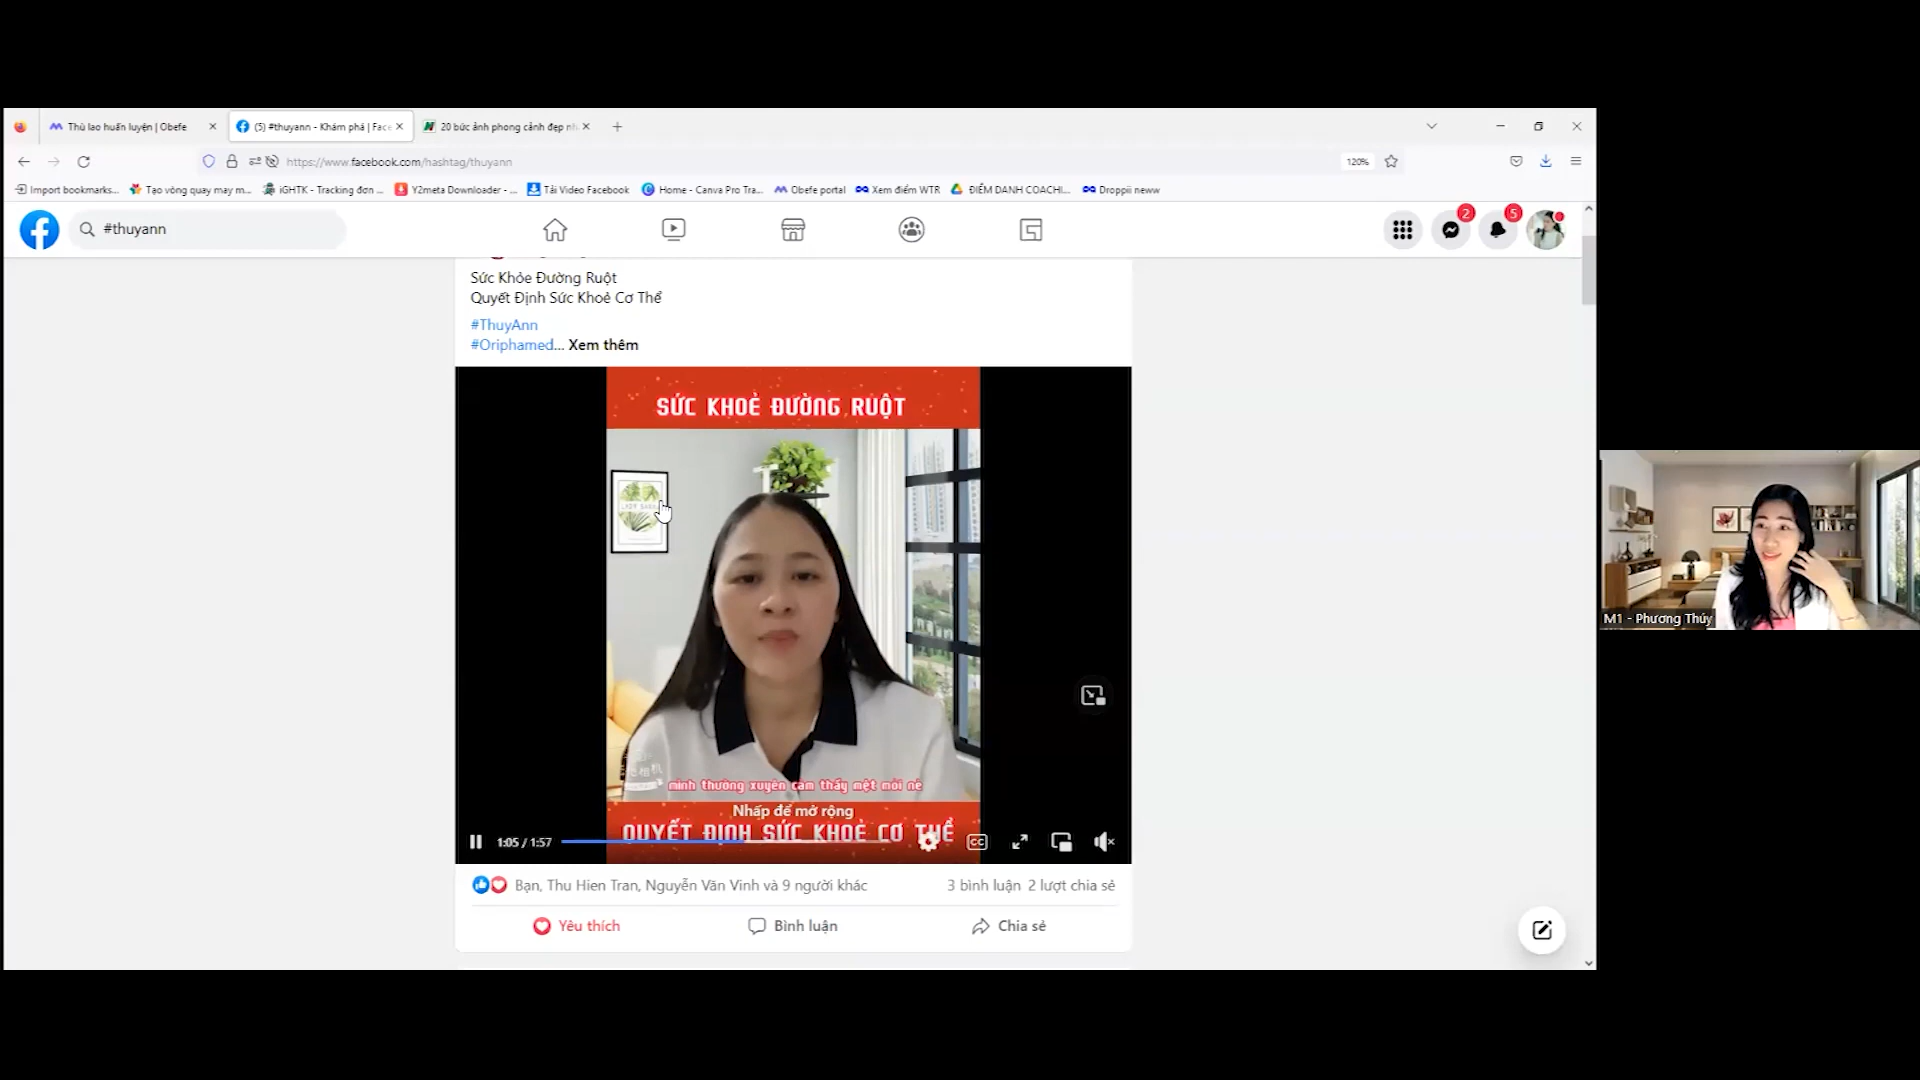 Thù lao huấn luyện | Obefe
(5) #thuyann - Khám phá | Face
20 bức ảnh phong cảnh đẹp nh
https://www.facebook.com/hashtag/thuyann
120%
Import bookmarks...
Tạo vòng quay may m...
iGHTK - Tracking đơn ...
Y2meta Downloader - ...
Tải Video Facebook
Home - Canva Pro Tra...
Obefe portal
Xem điểm WTR
ĐIỂM DANH COACHI...
Droppii neww
#thuyann
2
5
Sức Khỏe Đường Ruột
Quyết Định Sức Khoẻ Cơ Thể
#ThuyAnn
#Oriphamed... Xem thêm
SỨC KHOẺ ĐƯỜNG RUỘT
mình thường xuyên cảm thấy mệt mỏi nè
Nhấp để mở rộng
QUYẾT ĐỊNH SỨC KHOẺ CƠ THỂ
1:05 / 1:57
CC
Bạn, Thu Hien Tran, Nguyễn Văn Vinh và 9 người khác
3 bình luận 2 lượt chia sẻ
Yêu thích
Bình luận
Chia sẻ
M1 - Phương Thúy